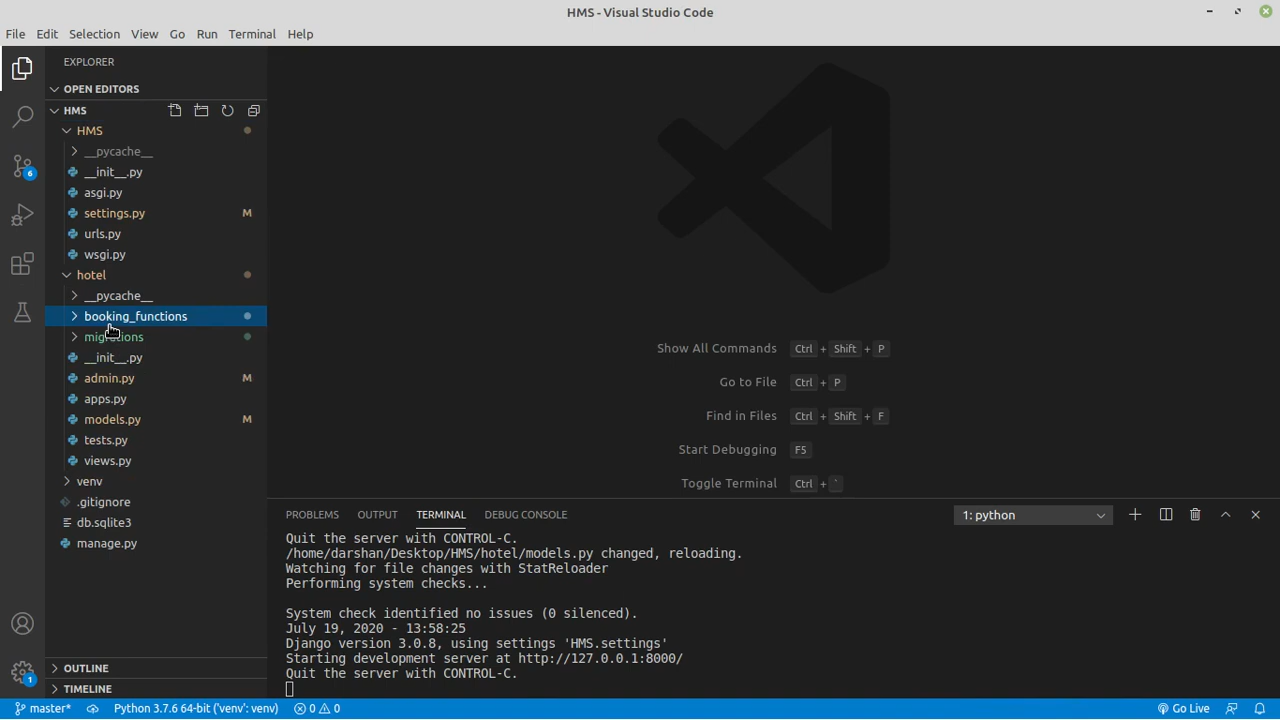 HMS - Visual Studio Code
File Edit Selection View Go Run Terminal Help
EXPLORER
OPEN EDITORS
HMS
HMS
__pycache__
__init__.py
asgi.py
settings.py M
urls.py
wsgi.py
hotel
__pycache__
booking_functions
migrations
__init__.py
admin.py M
apps.py
models.py M
tests.py
views.py
venv
.gitignore
db.sqlite3
manage.py
OUTLINE
TIMELINE
6
1
Show All Commands Ctrl + Shift + P
Go to File Ctrl + P
Find in Files Ctrl + Shift + F
Start Debugging F5
Toggle Terminal Ctrl + `
PROBLEMS OUTPUT TERMINAL DEBUG CONSOLE 1: python
Quit the server with CONTROL-C.
/home/darshan/Desktop/HMS/hotel/models.py changed, reloading.
Watching for file changes with StatReloader
Performing system checks...
System check identified no issues (0 silenced).
July 19, 2020 - 13:58:25
Django version 3.0.8, using settings 'HMS.settings'
Starting development server at http://127.0.0.1:8000/
Quit the server with CONTROL-C.
master* Python 3.7.6 64-bit ('venv': venv) 0 0 Go Live